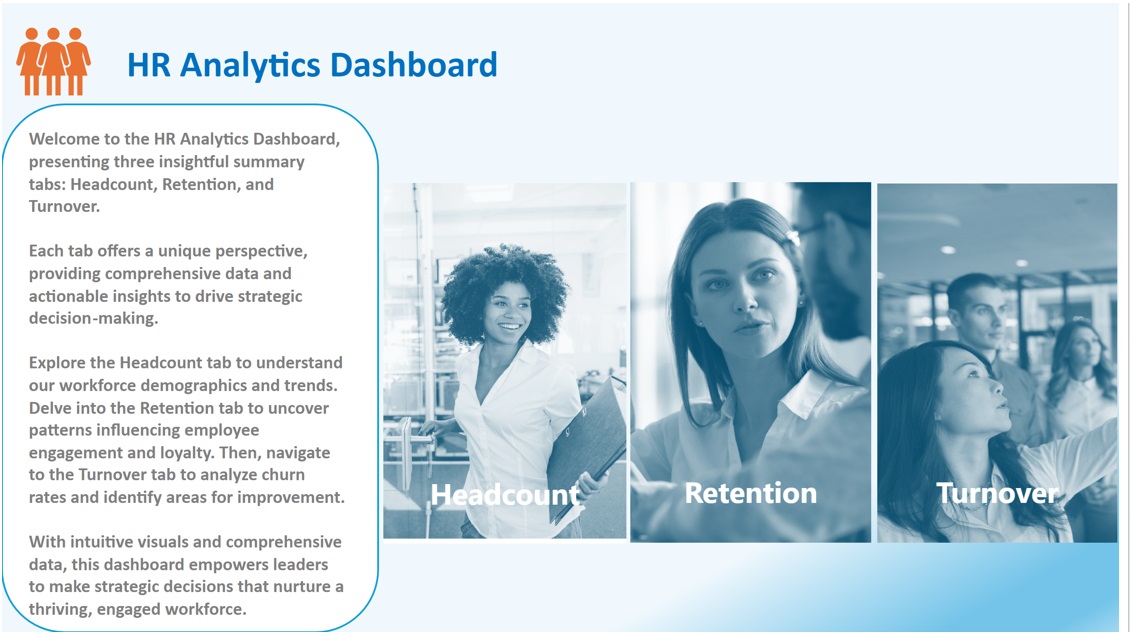 HR Analytics Dashboard
Welcome to the HR Analytics Dashboard,
presenting three insightful summary
tabs: Headcount, Retention, and
Turnover.
Each tab offers a unique perspective,
providing comprehensive data and
actionable insights to drive strategic
decision-making.
Explore the Headcount tab to understand
our workforce demographics and trends.
Delve into the Retention tab to uncover
patterns influencing employee
engagement and loyalty. Then, navigate
to the Turnover tab to analyze churn
rates and identify areas for improvement.
With intuitive visuals and comprehensive
data, this dashboard empowers leaders
to make strategic decisions that nurture a
thriving, engaged workforce.
Headcount
Retention
Turnover